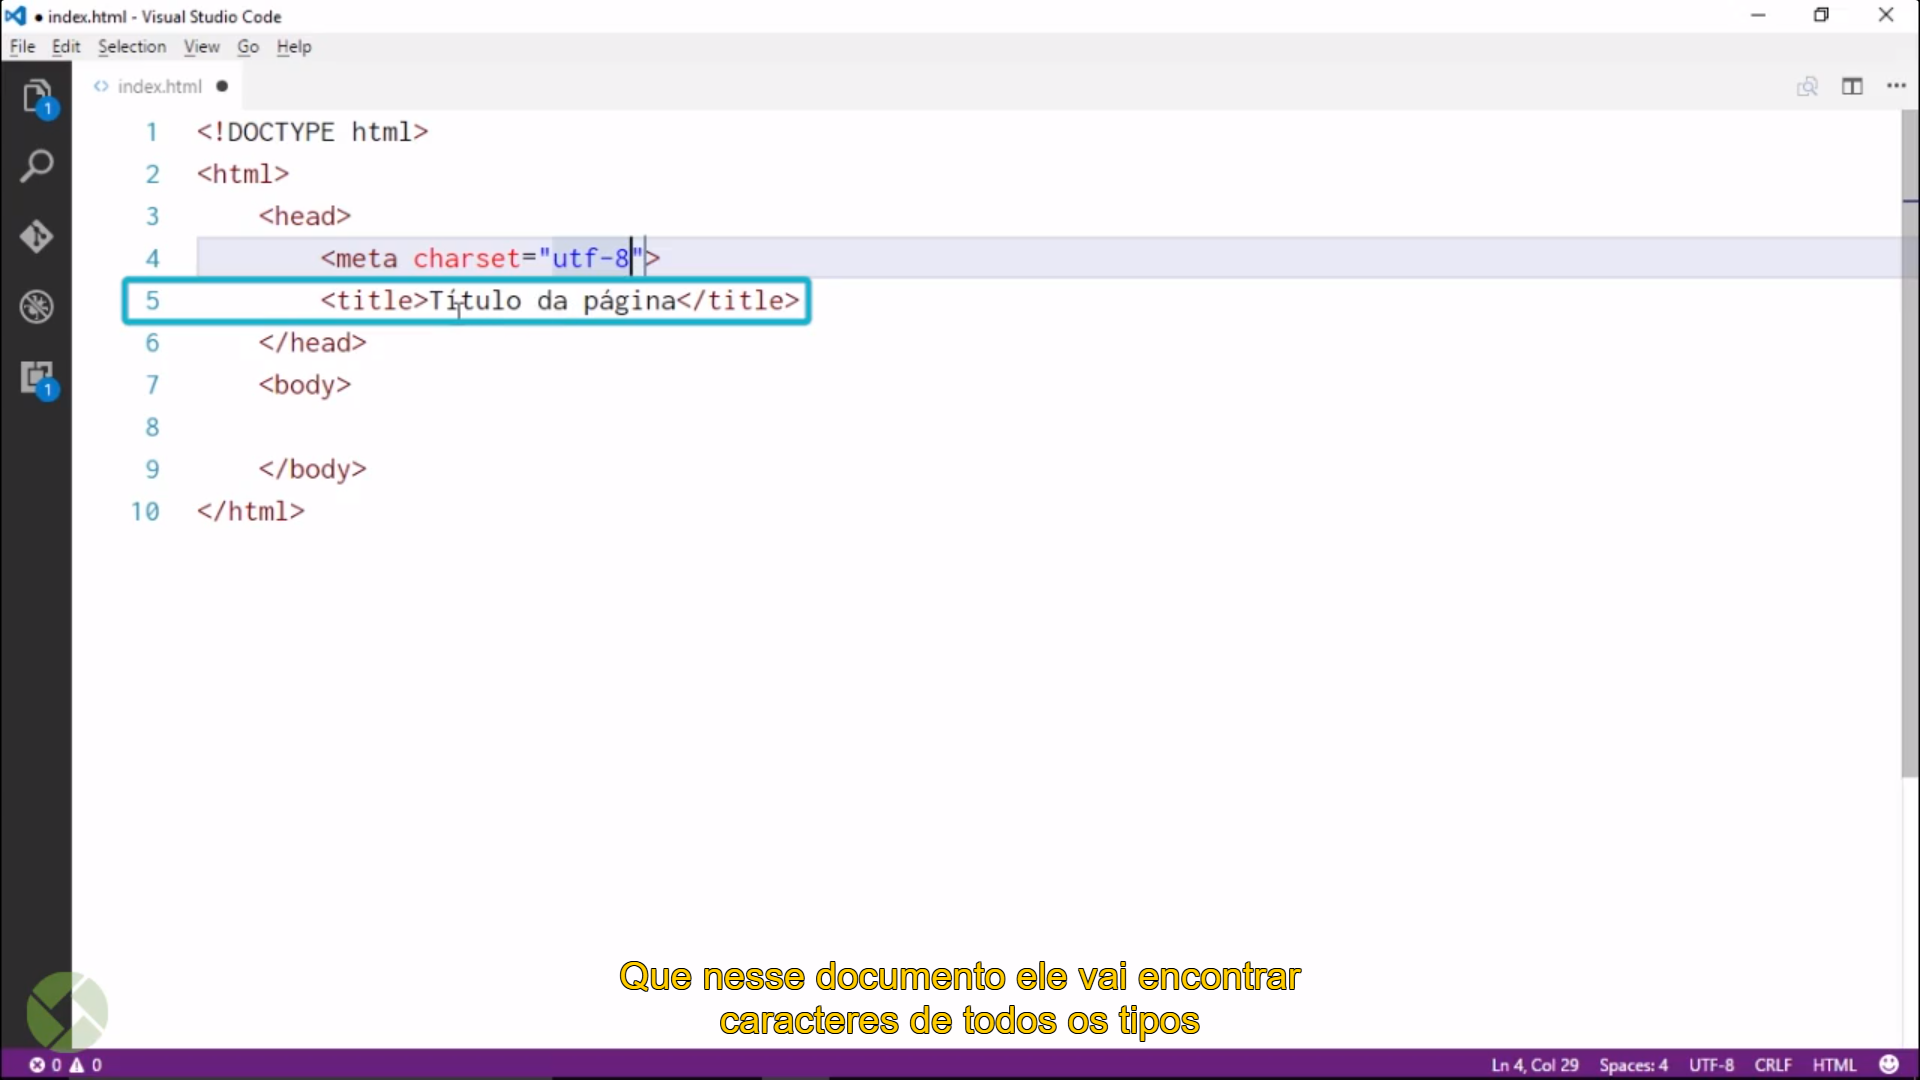 ● index.html - Visual Studio Code
File Edit Selection View Go Help
<> index.html ●
1 <!DOCTYPE html>
2 <html>
3 <head>
4 <meta charset="utf-8">
5 <title>Título da página</title>
6 </head>
7 <body>
8
9 </body>
10 </html>
1
1
Que nesse documento ele vai encontrar
caracteres de todos os tipos
0 0 Ln 4, Col 29 Spaces: 4 UTF-8 CRLF HTML